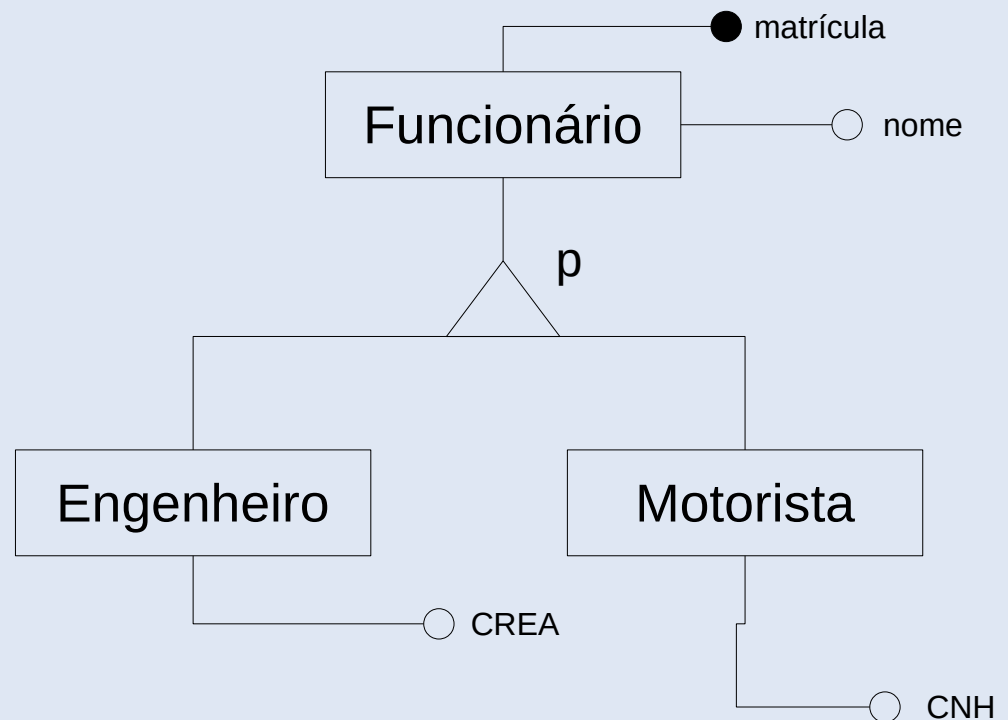 matrícula
Funcionário
nome
p
Engenheiro
Motorista
CREA
CNH